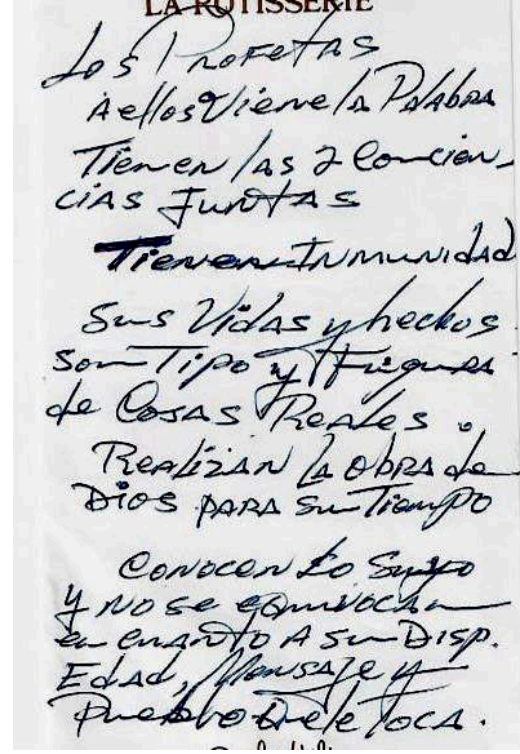 LA ROTISSERIE
Los Profetas
A ellos Viene la Palabra
Tienen las 2 Concien-
cias Juntas
Tienen Inmunidad
Sus Vidas y hechos
son Tipo y Figura
de Cosas Reales.
Realizan la obra de
Dios para su Tiempo
Conocen Lo Suyo
y no se equivocan
en cuanto A su Disp.
Edad, Mensaje y
Pueblo que le Toca.